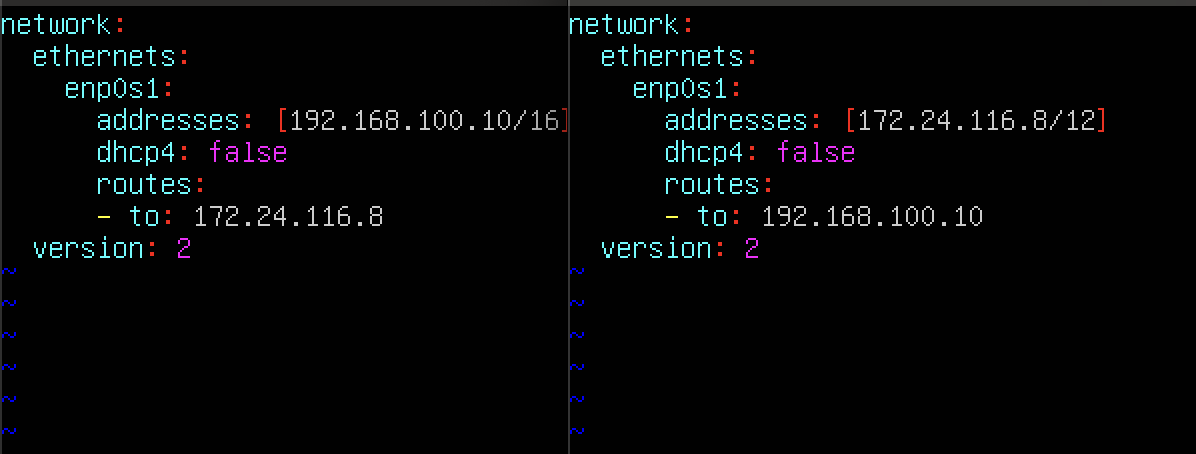 network:
  ethernets:
    enp0s1:
      addresses: [192.168.100.10/16]
      dhcp4: false
      routes:
      - to: 172.24.116.8
  version: 2
~
~
~
~
~
~
network:
  ethernets:
    enp0s1:
      addresses: [172.24.116.8/12]
      dhcp4: false
      routes:
      - to: 192.168.100.10
  version: 2
~
~
~
~
~
~